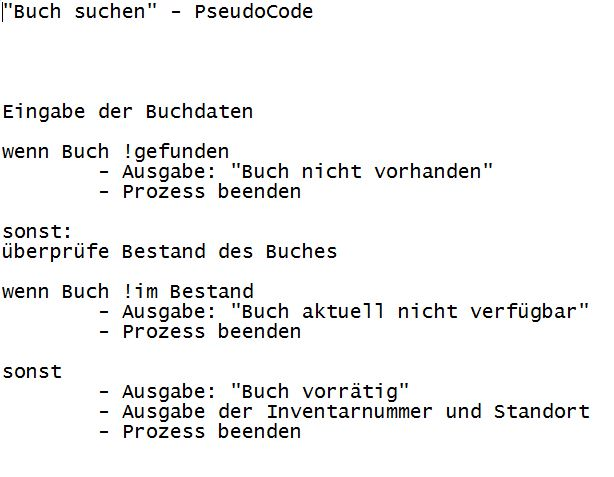 "Buch suchen" - PseudoCode
Eingabe der Buchdaten
wenn Buch !gefunden
- Ausgabe: "Buch nicht vorhanden"
- Prozess beenden
sonst:
überprüfe Bestand des Buches
wenn Buch !im Bestand
- Ausgabe: "Buch aktuell nicht verfügbar"
- Prozess beenden
sonst
- Ausgabe: "Buch vorrätig"
- Ausgabe der Inventarnummer und Standort
- Prozess beenden